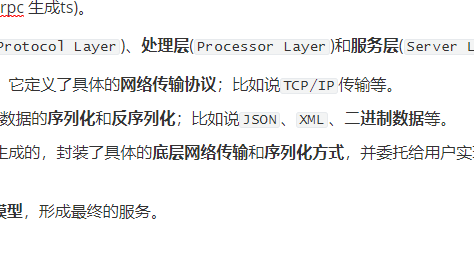 rpc 生成ts)。
Protocol Layer)、处理层(Processor Layer)和服务层(Server L
它定义了具体的网络传输协议；比如说TCP/IP传输等。
数据的序列化和反序列化；比如说JSON、XML、二进制数据等。
生成的，封装了具体的底层网络传输和序列化方式，并委托给用户实现
模型，形成最终的服务。